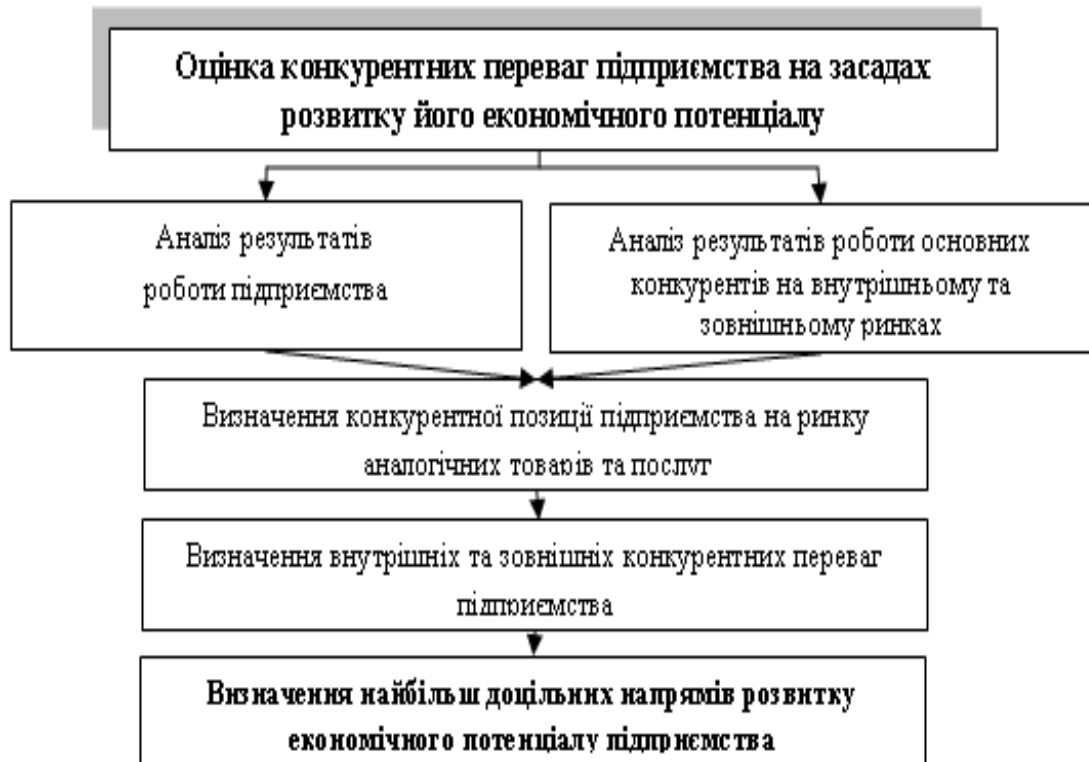 Оцінка конкурентних переваг підприємства на засадах
розвитку його економічного потенціалу
Аналіз результатів
роботи підприємства
Аналіз результатів роботи основних
конкурентів на внутрішньому та
зовнішньому ринках
Визначення конкурентної позиції підприємства на ринку
аналогічних товарів та послуг
Визначення внутрішніх та зовнішніх конкурентних переваг
підприємства
Визначення найбільш доцільних напрямів розвитку
економічного потенціалу підприємства